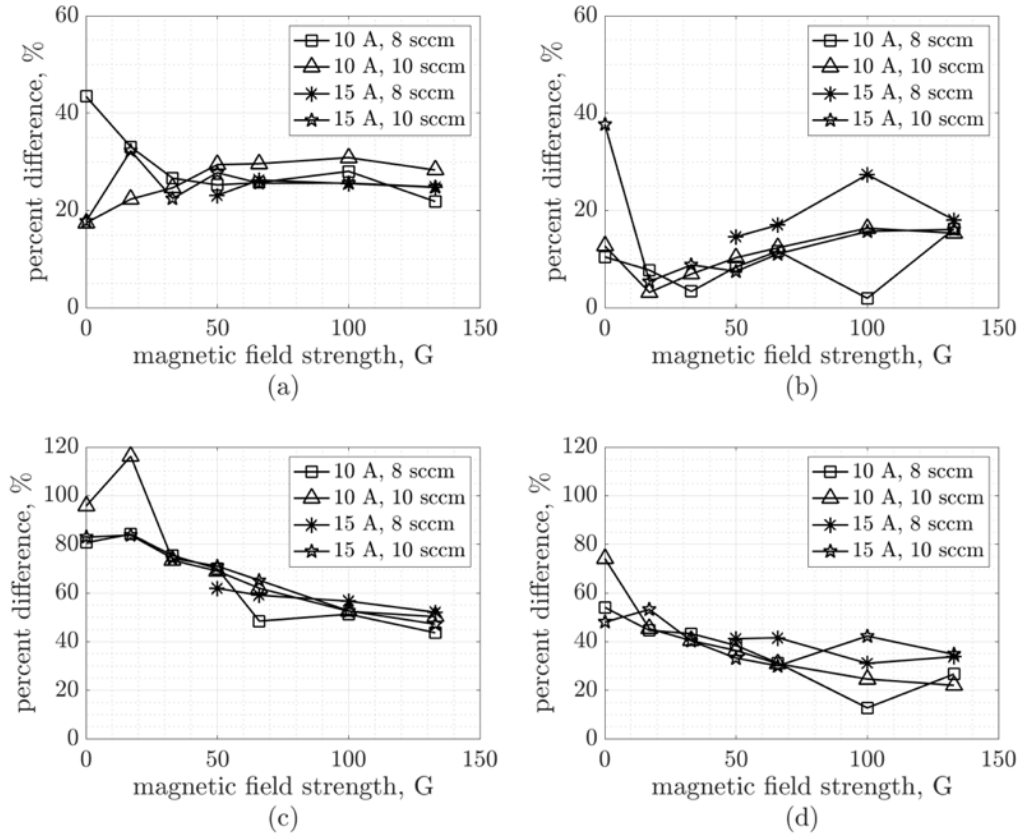 60
40
20
0
percent difference, %
10 A, 8 sccm
10 A, 10 sccm
15 A, 8 sccm
15 A, 10 sccm
0 50 100 150
magnetic field strength, G
(a)
60
40
20
0
percent difference, %
10 A, 8 sccm
10 A, 10 sccm
15 A, 8 sccm
15 A, 10 sccm
0 50 100 150
magnetic field strength, G
(b)
120
100
80
60
40
20
0
percent difference, %
10 A, 8 sccm
10 A, 10 sccm
15 A, 8 sccm
15 A, 10 sccm
0 50 100 150
magnetic field strength, G
(c)
120
100
80
60
40
20
0
percent difference, %
10 A, 8 sccm
10 A, 10 sccm
15 A, 8 sccm
15 A, 10 sccm
0 50 100 150
magnetic field strength, G
(d)